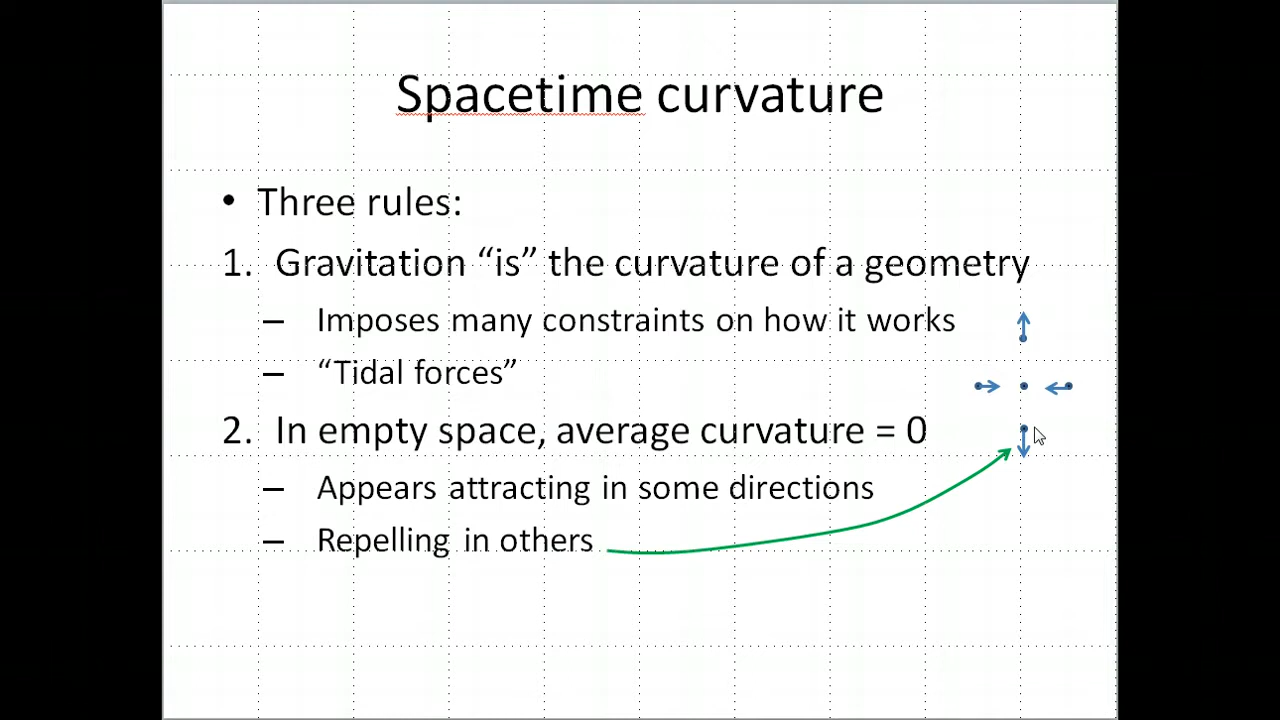 Spacetime curvature
• Three rules:
1. Gravitation “is” the curvature of a geometry
– Imposes many constraints on how it works
– “Tidal forces”
2. In empty space, average curvature = 0
– Appears attracting in some directions
– Repelling in others